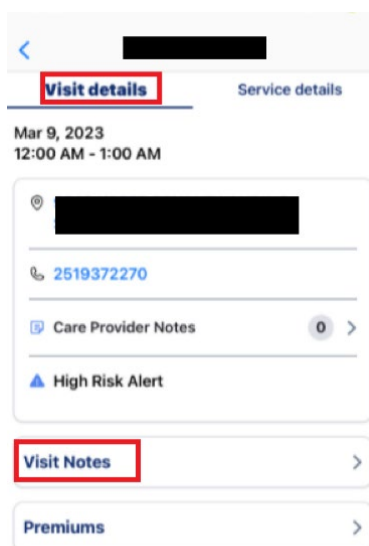 Visit details
Service details
Mar 9, 2023
12:00 AM - 1:00 AM
2519372270
Care Provider Notes 0
High Risk Alert
Visit Notes
Premiums